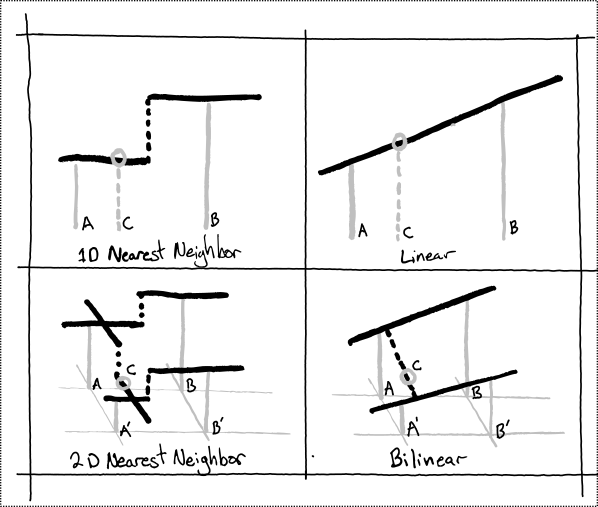 A C B
1D Nearest Neighbor
A C B
Linear
A C B
A' B'
2D Nearest Neighbor
A C B
A' B'
Bilinear